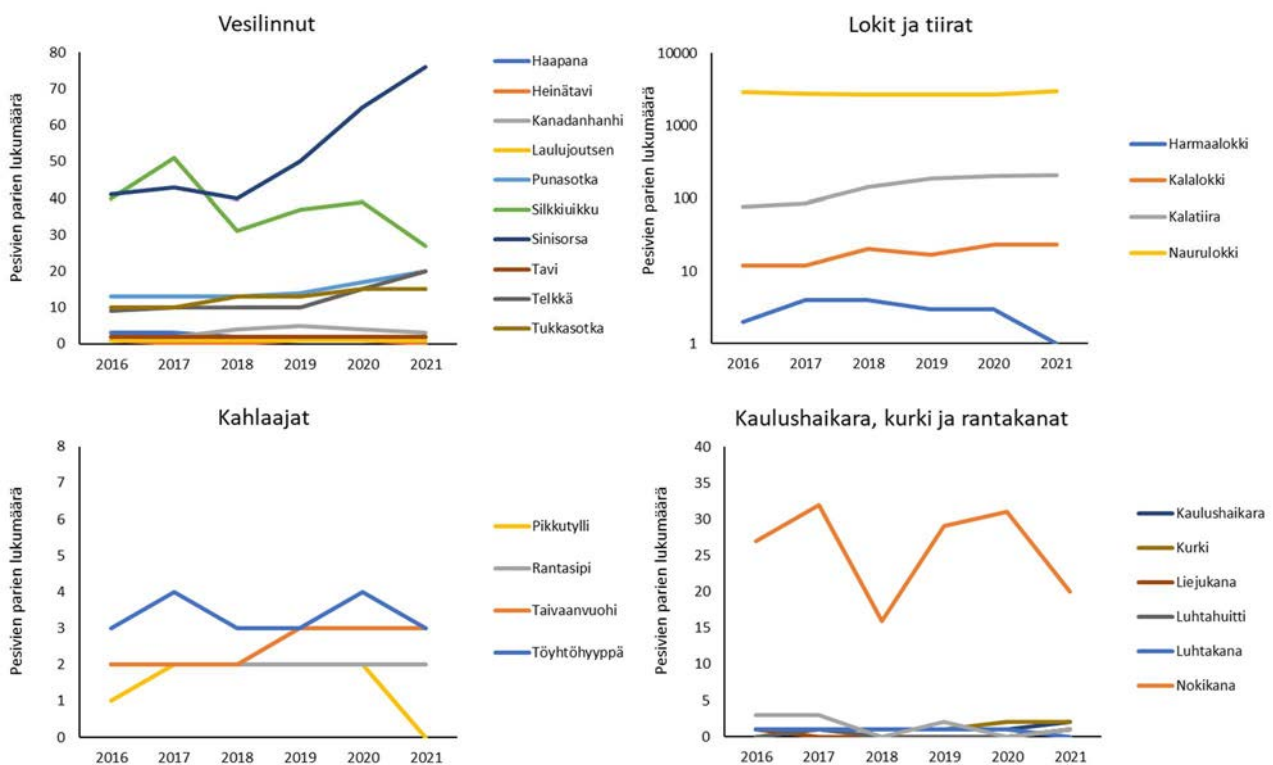 Vesilinnut
Pesivien parien lukumäärä
80
70
60
50
40
30
20
10
0
2016 2017 2018 2019 2020 2021
Haapana
Heinätavi
Kanadanhanhi
Laulujoutsen
Punasotka
Silkkiuikku
Sinisorsa
Tavi
Telkkä
Tukkasotka
Lokit ja tiirat
Pesivien parien lukumäärä
10000
1000
100
10
1
2016 2017 2018 2019 2020 2021
Harmaalokki
Kalalokki
Kalatiira
Naurulokki
Kahlaajat
Pesivien parien lukumäärä
8
7
6
5
4
3
2
1
0
2016 2017 2018 2019 2020 2021
Pikkutylli
Rantasipi
Taivaanvuohi
Töyhtöhyyppä
Kaulushaikara, kurki ja rantakanat
Pesivien parien lukumäärä
40
35
30
25
20
15
10
5
0
2016 2017 2018 2019 2020 2021
Kaulushaikara
Kurki
Liejukana
Luhtahuitti
Luhtakana
Nokikana